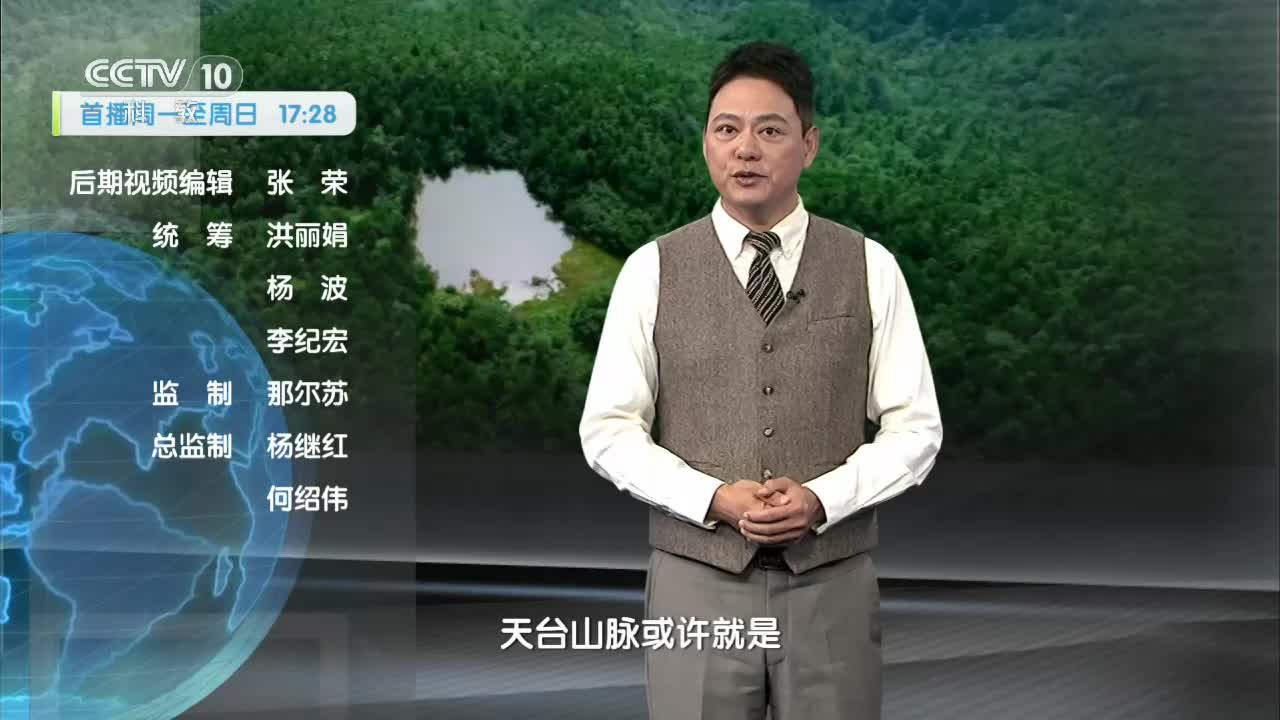 CCTV 10
科 教
首播周一至周日 17:28
后期视频编辑 张 荣
统 筹 洪丽娟
杨 波
李纪宏
监 制 那尔苏
总监制 杨继红
何绍伟
天台山脉或许就是